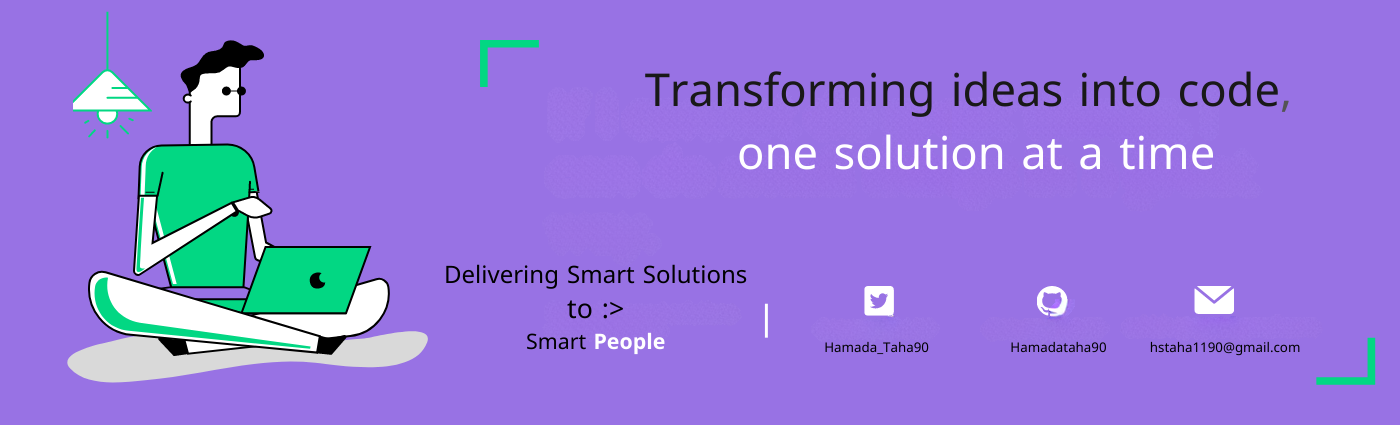 Transforming ideas into code,
one solution at a time
Delivering Smart Solutions
to :>
Smart People
Hamada_Taha90
Hamadataha90
hstaha1190@gmail.com